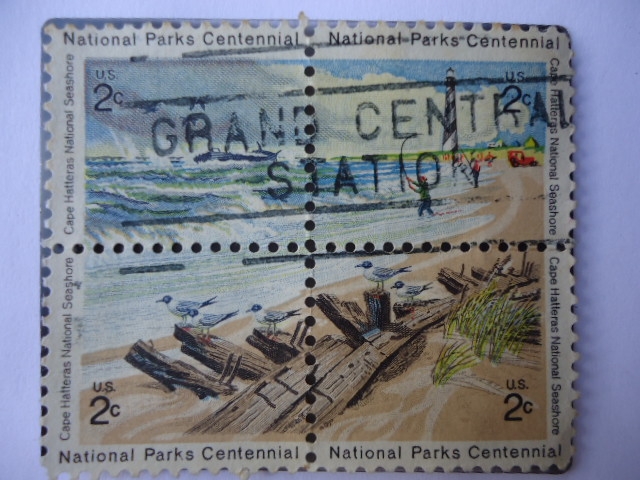 National Parks Centennial
National Parks Centennial
Cape Hatteras National Seashore
U.S.
2c
U.S.
2c
Cape Hatteras National Seashore
GRAND CENTRAL
STATION
Cape Hatteras National Seashore
U.S.
2c
U.S.
2c
Cape Hatteras National Seashore
National Parks Centennial
National Parks Centennial